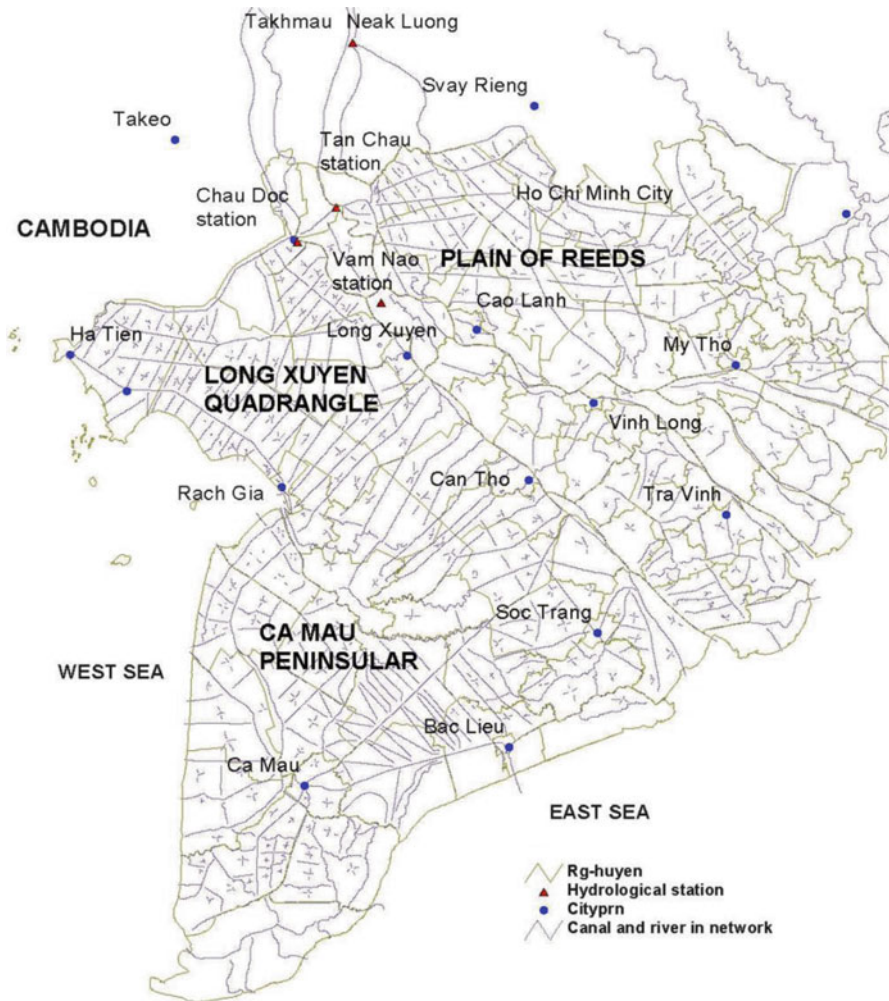 Takhmau Neak Luong
Svay Rieng
Takeo
Tan Chau
station
Chau Doc
station
Ho Chi Minh City
CAMBODIA
Vam Nao
station
PLAIN OF REEDS
Cao Lanh
Ha Tien
Long Xuyen
My Tho
LONG XUYEN
QUADRANGLE
Vinh Long
Rach Gia
Can Tho
Tra Vinh
Soc Trang
CA MAU
PENINSULAR
WEST SEA
Bac Lieu
Ca Mau
EAST SEA
Rg-huyen
Hydrological station
Cityprn
Canal and river in network